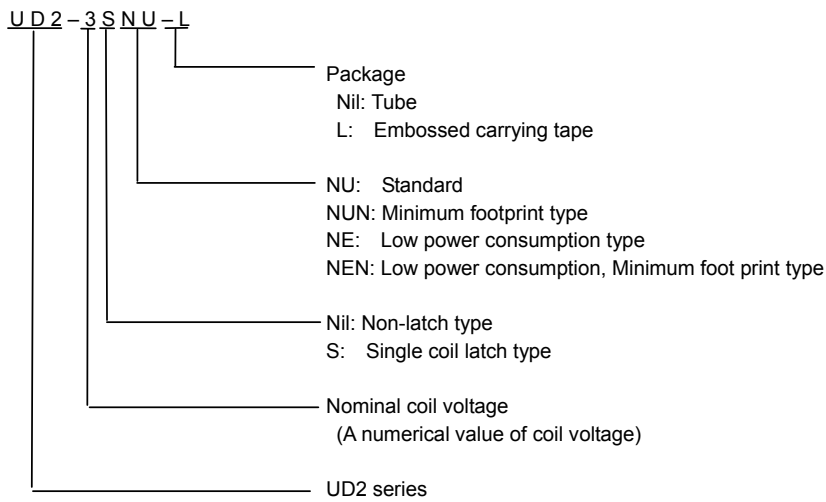 UD2-3SNU-L
Package
Nil: Tube
L: Embossed carrying tape
NU: Standard
NUN: Minimum footprint type
NE: Low power consumption type
NEN: Low power consumption, Minimum foot print type
Nil: Non-latch type
S: Single coil latch type
Nominal coil voltage
(A numerical value of coil voltage)
UD2 series